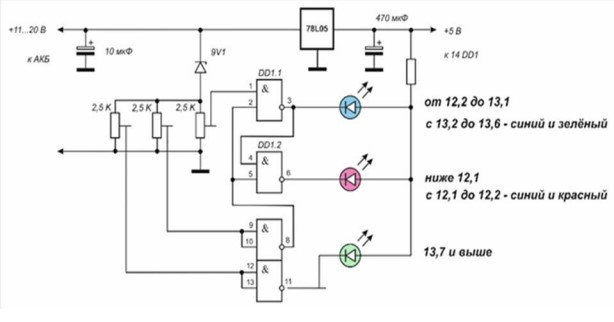 +11...20 В
78L05
470 мкФ
+5 В
к АКБ
10 мкФ
9V1
к 14 DD1
+
+
DD1.1
2,5 К
2,5 К
2,5 К
1
&
2
3
от 12,2 до 13,1
с 13,2 до 13,6 - синий и зелёный
DD1.2
4
&
5
6
ниже 12,1
с 12,1 до 12,2 - синий и красный
9
&
10
8
13,7 и выше
12
&
13
11